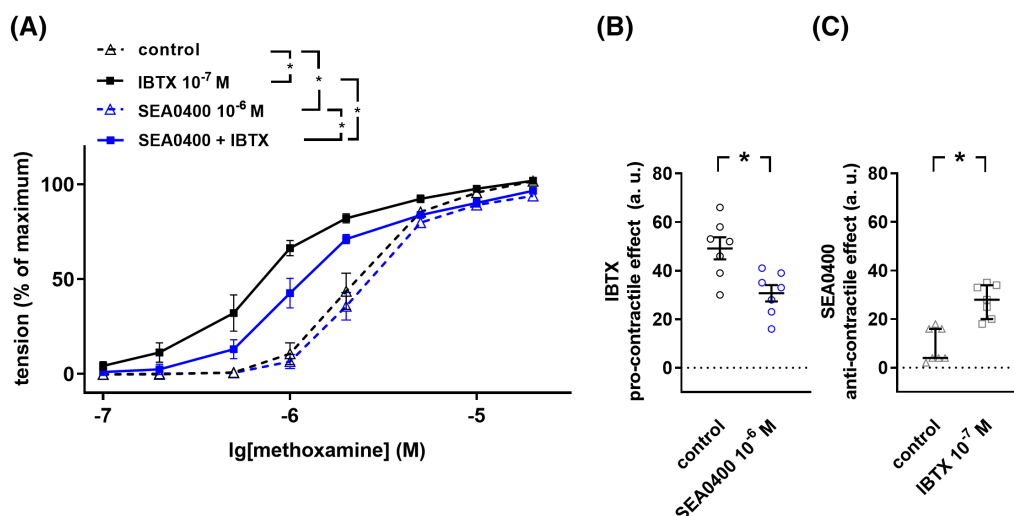 (A)
control
IBTX 10⁻⁷ M
SEA0400 10⁻⁶ M
SEA0400 + IBTX
*
*
*
*
tension (% of maximum)
100
50
0
-7
-6
-5
lg[methoxamine] (M)
(B)
*
IBTX
pro-contractile effect (a. u.)
80
60
40
20
0
control
SEA0400 10⁻⁶ M
(C)
*
SEA0400
anti-contractile effect (a. u.)
80
60
40
20
0
control
IBTX 10⁻⁷ M